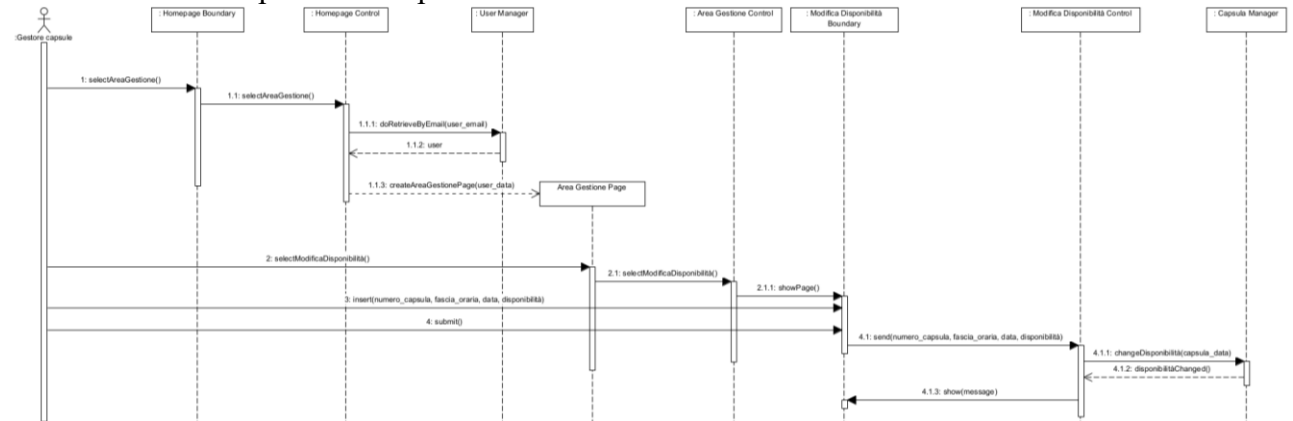 : Homepage Boundary
: Homepage Control
: User Manager
: Area Gestione Control
: Modifica Disponibilità
Boundary
: Modifica Disponibilità Control
: Capsula Manager
:Gestore capsule
1: selectAreaGestione()
1.1: selectAreaGestione()
1.1.1: doRetrieveByEmail(user_email)
1.1.2: user
1.1.3: createAreaGestionePage(user_data)
Area Gestione Page
2: selectModificaDisponibilità()
2.1: selectModificaDisponibilità()
2.1.1: showPage()
3: insert(numero_capsula, fascia_oraria, data, disponibilità)
4: submit()
4.1: send(numero_capsula, fascia_oraria, data, disponibilità)
4.1.1: changeDisponibilità(capsula_data)
4.1.2: disponibilitàChanged()
4.1.3: show(message)